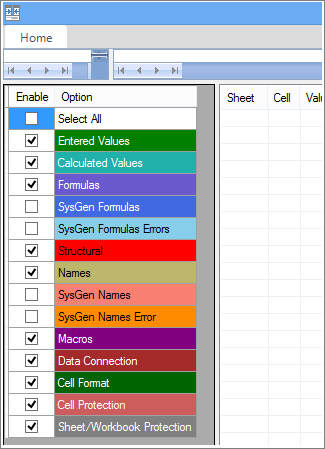 Home
Enable Option Sheet Cell
Select All
Entered Values
Calculated Values
Formulas
SysGen Formulas
SysGen Formulas Errors
Structural
Names
SysGen Names
SysGen Names Error
Macros
Data Connection
Cell Format
Cell Protection
Sheet/Workbook Protection